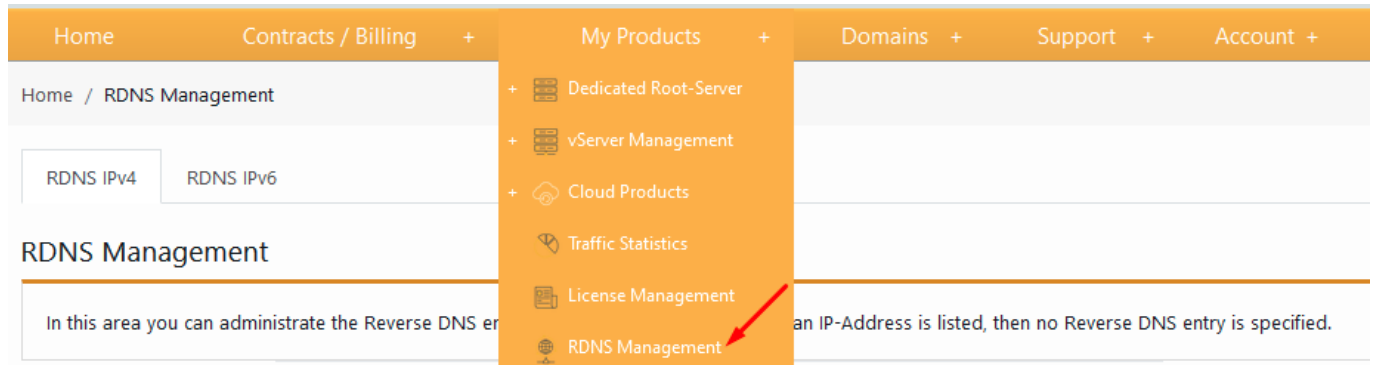 Home Contracts / Billing + My Products + Domains + Support + Account +
Home / RDNS Management
+ Dedicated Root-Server
+ vServer Management
+ Cloud Products
Traffic Statistics
License Management
RDNS Management
RDNS IPv4 RDNS IPv6
RDNS Management
In this area you can administrate the Reverse DNS an IP-Address is listed, then no Reverse DNS entry is specified.